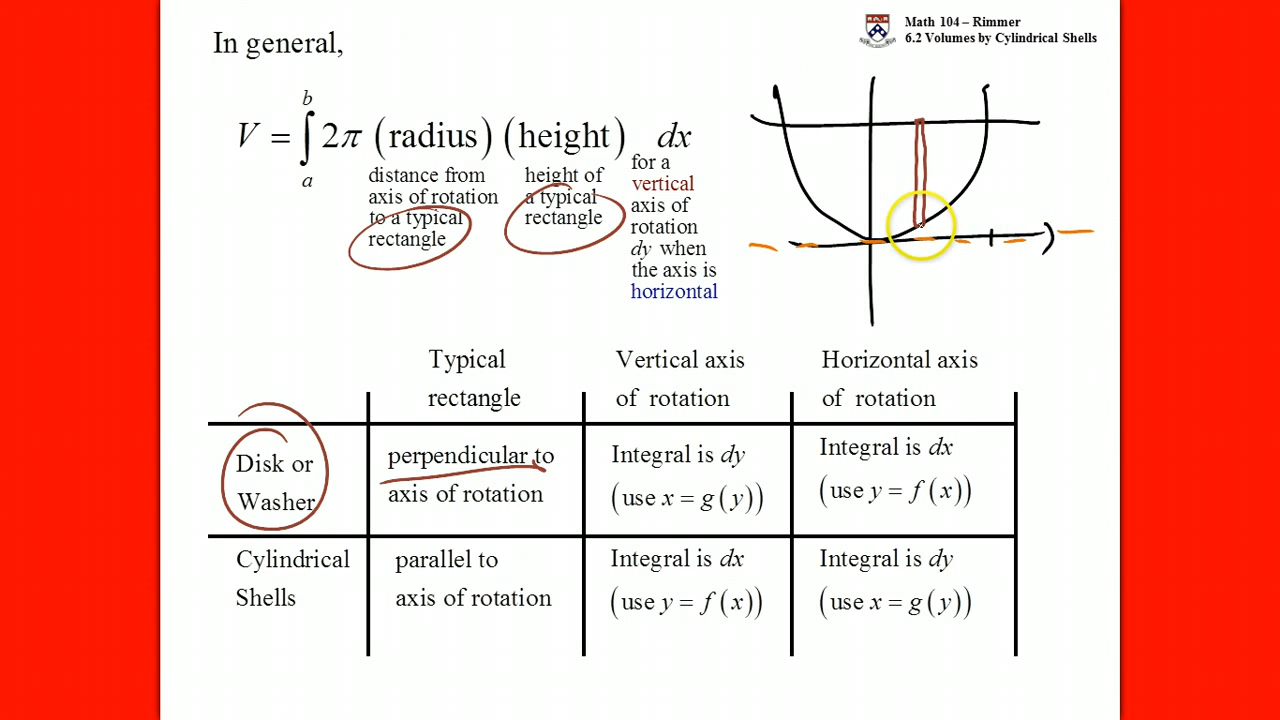 In general,
Math 104 – Rimmer
6.2 Volumes by Cylindrical Shells
b
V = ∫ 2π (radius) (height) dx
a
distance from
axis of rotation
to a typical
rectangle
height of
a typical
rectangle
for a
vertical
axis of
rotation
dy when
the axis is
horizontal
Typical
rectangle
Vertical axis
of rotation
Horizontal axis
of rotation
Disk or
Washer
perpendicular to
axis of rotation
Integral is dy
(use x = g(y))
Integral is dx
(use y = f(x))
Cylindrical
Shells
parallel to
axis of rotation
Integral is dx
(use y = f(x))
Integral is dy
(use x = g(y))